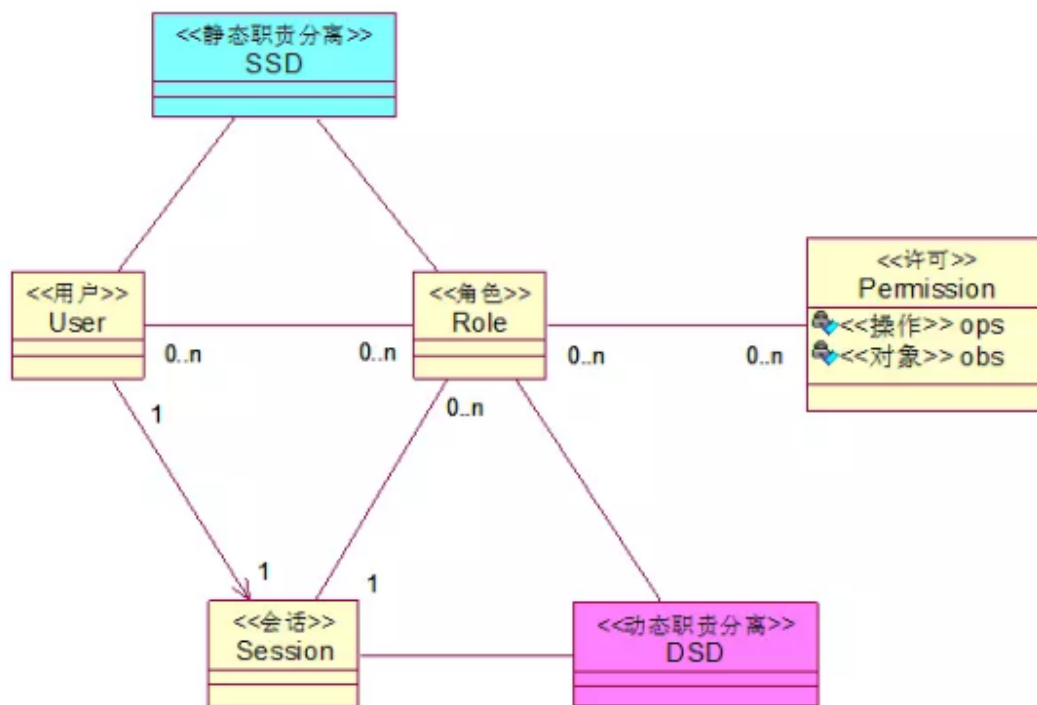 <<静态职责分离>>
SSD
<<用户>>
User
<<角色>>
Role
<<许可>>
Permission
<<操作>> ops
<<对象>> obs
0..n
0..n
0..n
0..n
1
0..n
1
1
<<会话>>
Session
<<动态职责分离>>
DSD